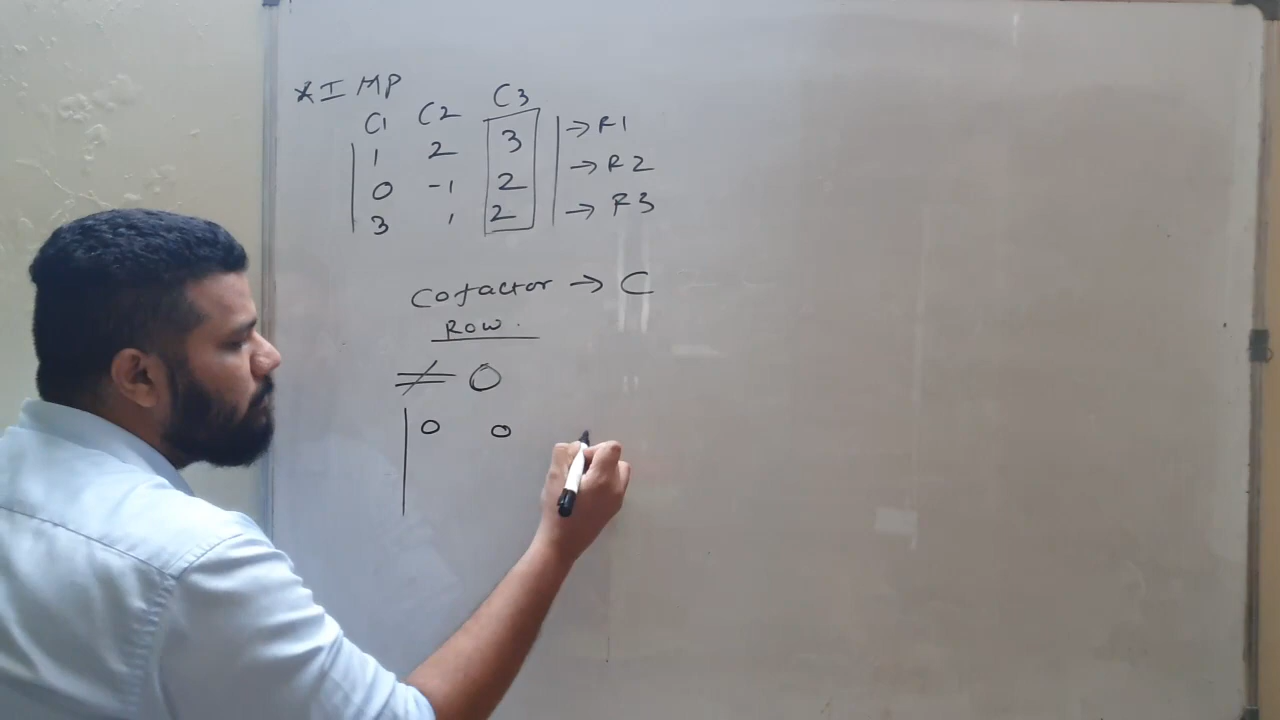 * IMP
C1 C2 C3
| 1 2 3 | → R1
| 0 -1 2 | → R2
| 3 1 2 | → R3
Cofactor → C
Row.
≠ 0
| 0 0